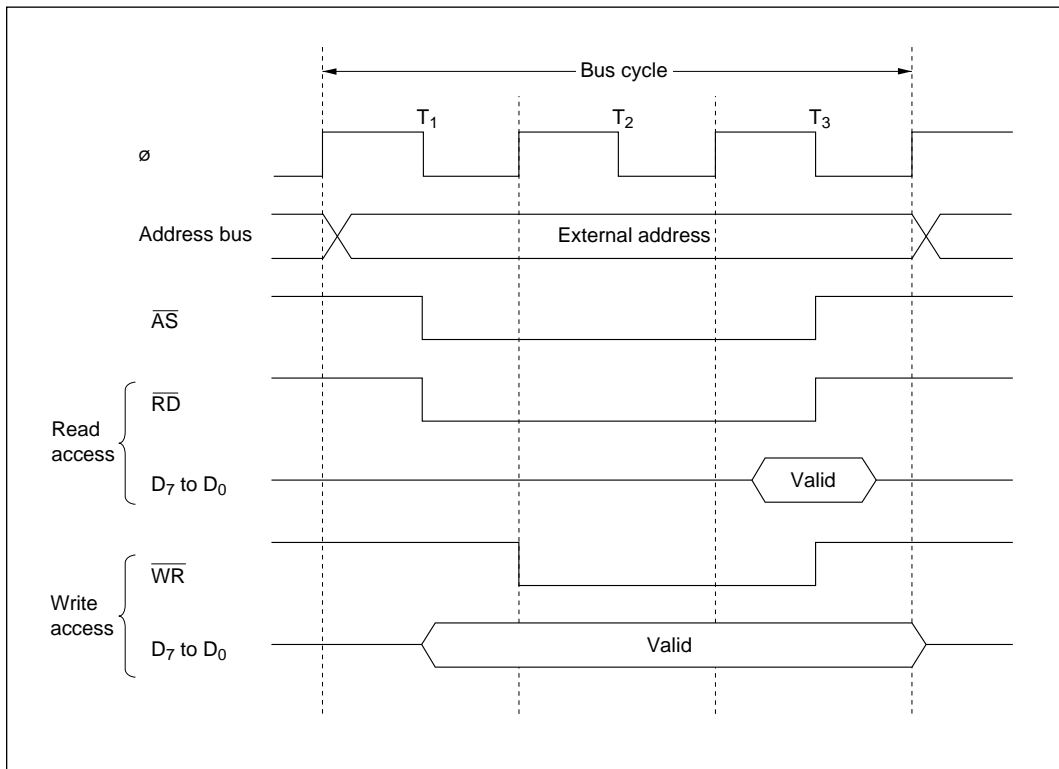 Bus cycle
T1 T2 T3
ø
Address bus External address
AS
RD
Read
access
D7 to D0 Valid
WR
Write
access
D7 to D0 Valid